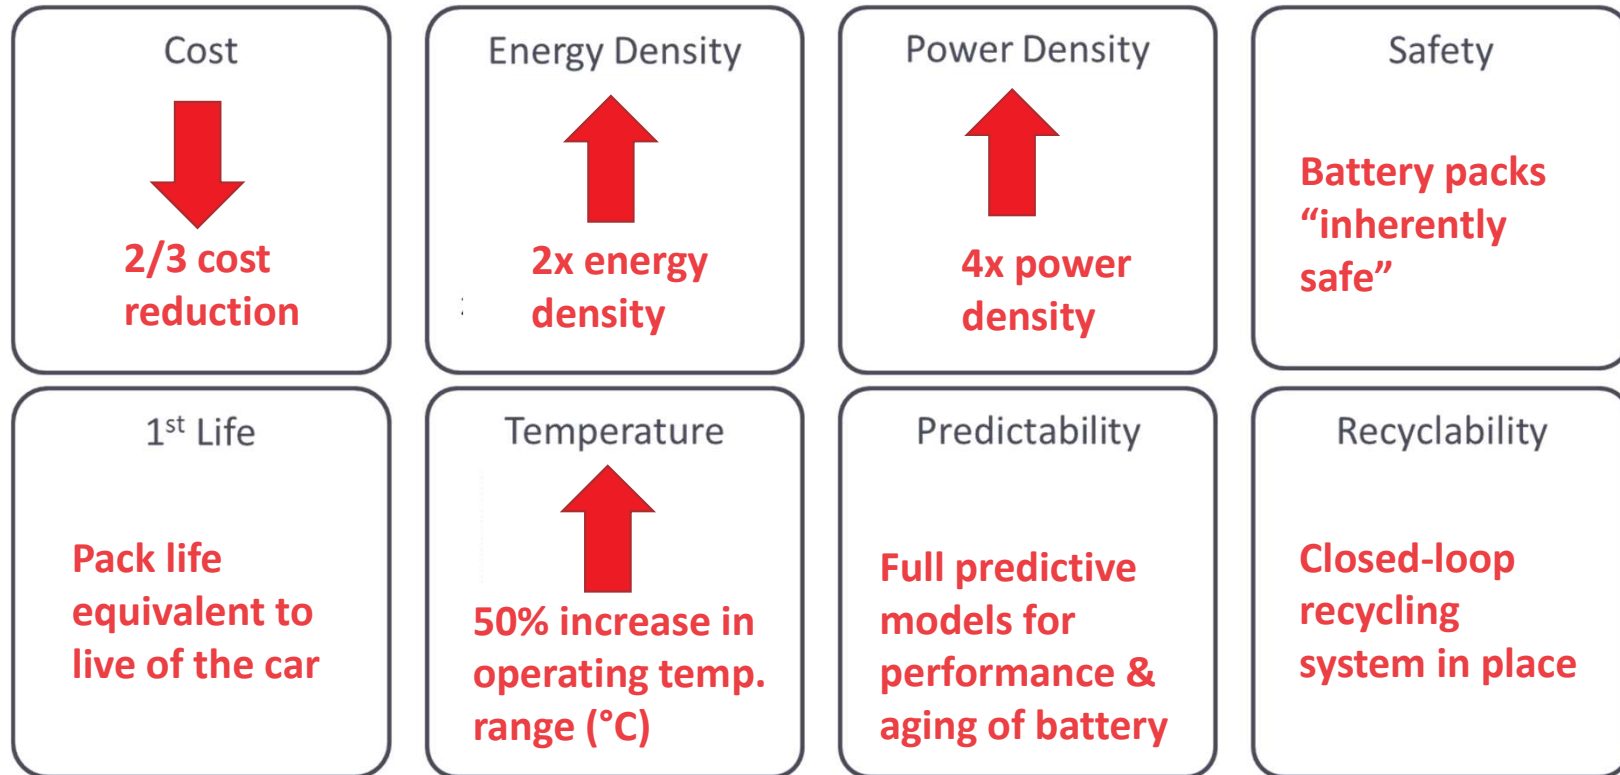 Cost
2/3 cost
reduction
Energy Density
2x energy
density
Power Density
4x power
density
Safety
Battery packs
“inherently
safe”
1st Life
Pack life
equivalent to
live of the car
Temperature
50% increase in
operating temp.
range (°C)
Predictability
Full predictive
models for
performance &
aging of battery
Recyclability
Closed-loop
recycling
system in place